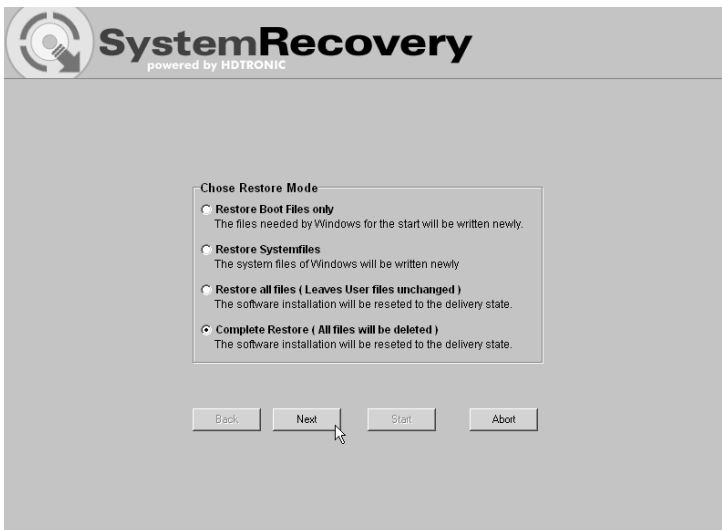 SystemRecovery
powered by HDTRONIC
Chose Restore Mode
Restore Boot Files only
The files needed by Windows for the start will be written newly.
Restore Systemfiles
The system files of Windows will be written newly
Restore all files ( Leaves User files unchanged )
The software installation will be reseted to the delivery state.
Complete Restore ( All files will be deleted )
The software installation will be reseted to the delivery state.
Back Next Start Abort